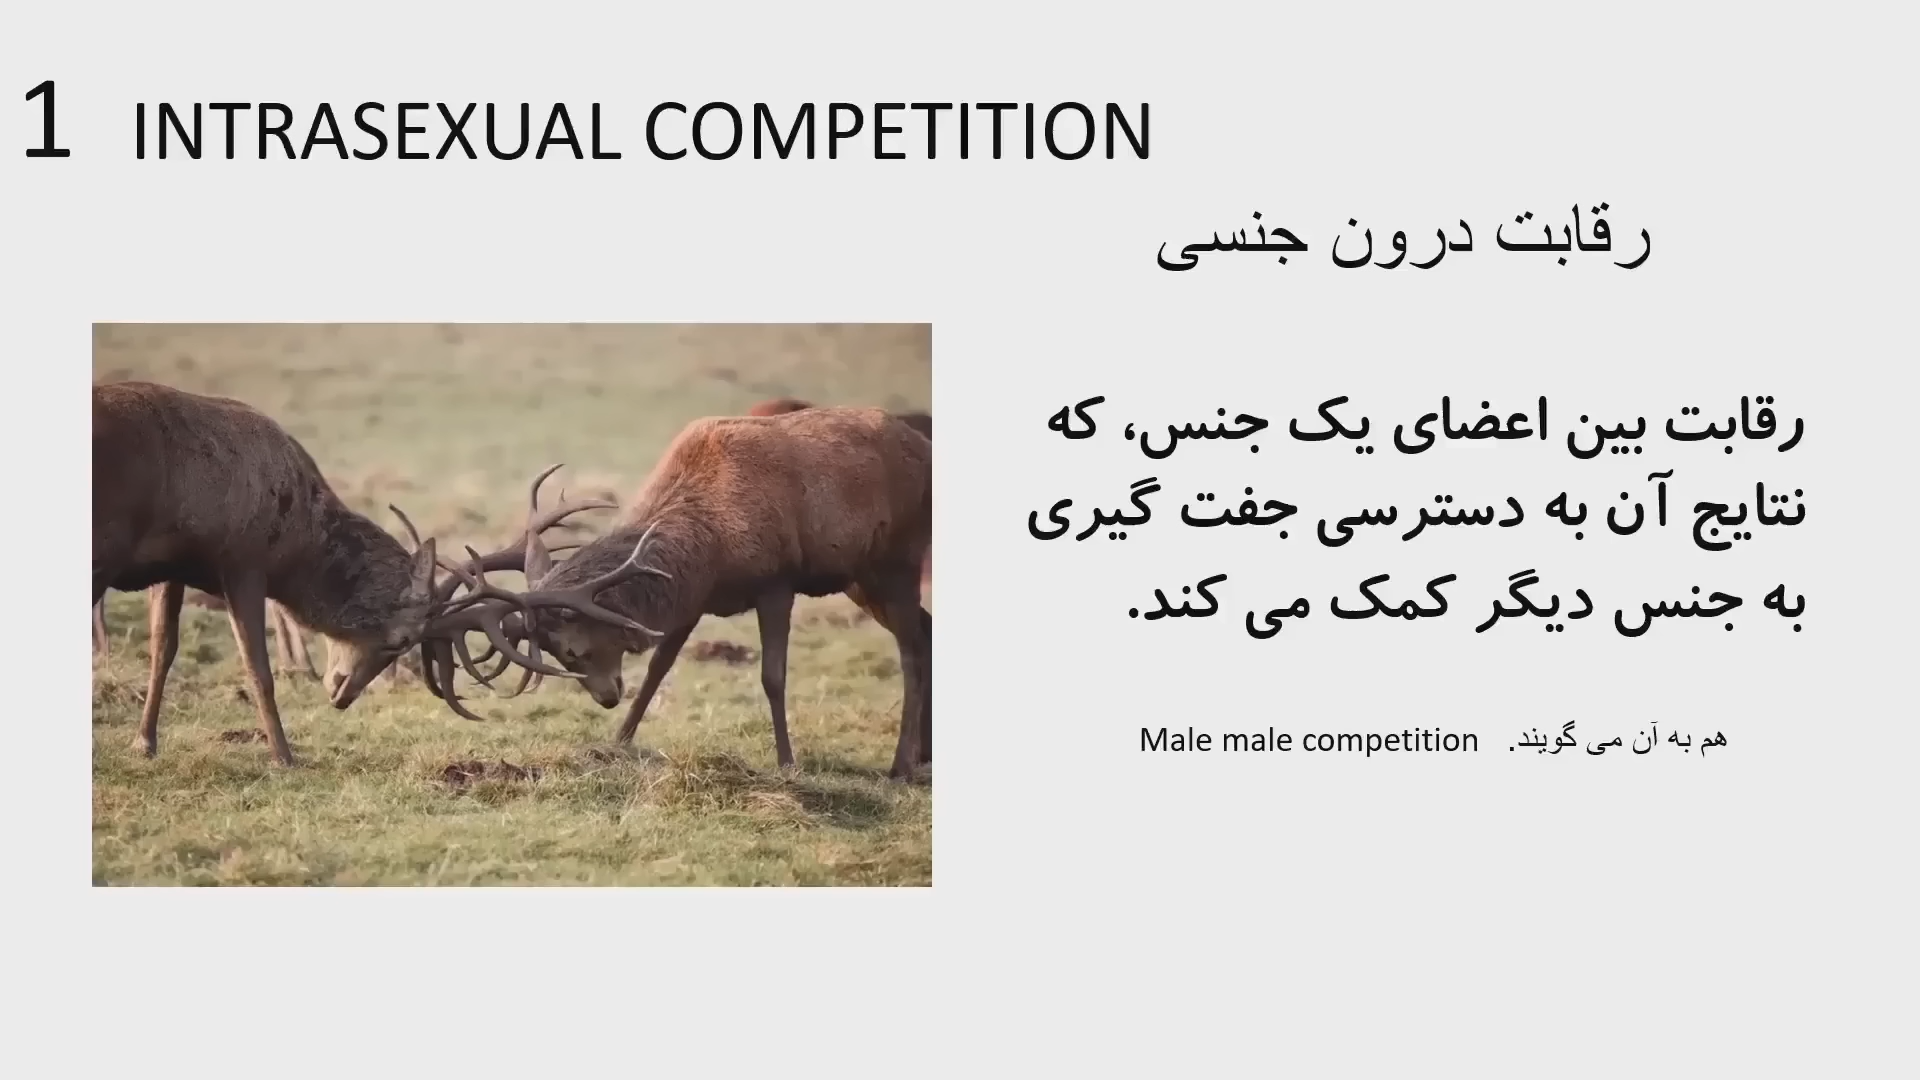 1 INTRASEXUAL COMPETITION
رقابت درون جنسی
رقابت بین اعضای یک جنس، که
نتایج آن به دسترسی جفت گیری
به جنس دیگر کمک می کند.
Male male competition هم به آن می گویند.